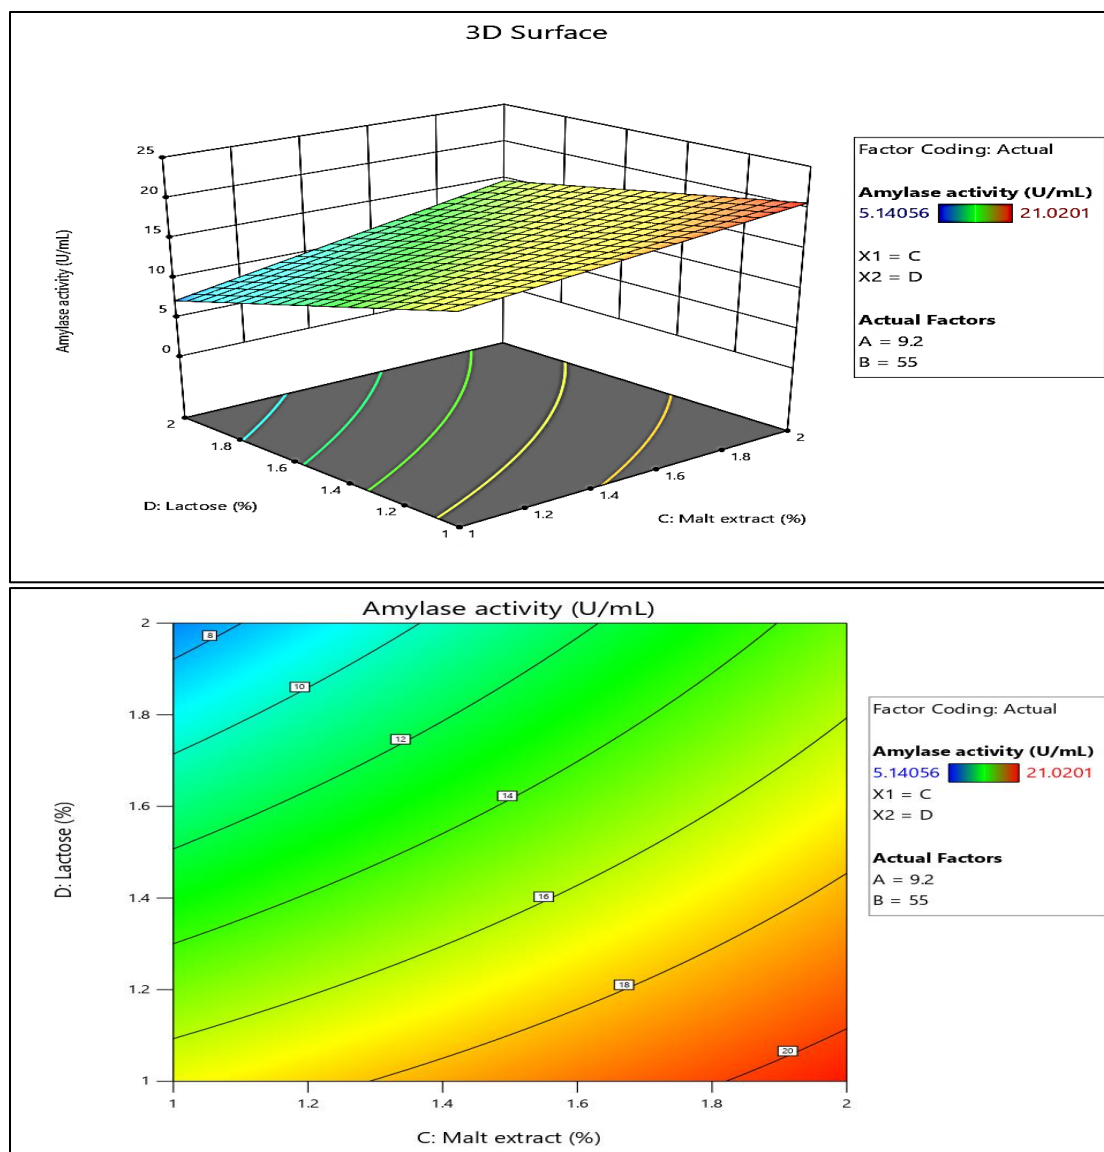 3D Surface
25
20
15
10
5
0
Amylase activity (U/mL)
2
1.8
1.6
1.4
1.2
1
D: Lactose (%)
1
1.2
1.4
1.6
1.8
2
C: Malt extract (%)
Factor Coding: Actual
Amylase activity (U/mL)
5.14056 21.0201
X1 = C
X2 = D
Actual Factors
A = 9.2
B = 55
Amylase activity (U/mL)
2
1.8
1.6
1.4
1.2
1
D: Lactose (%)
8
10
12
14
16
18
20
1 1.2 1.4 1.6 1.8 2
C: Malt extract (%)
Factor Coding: Actual
Amylase activity (U/mL)
5.14056 21.0201
X1 = C
X2 = D
Actual Factors
A = 9.2
B = 55